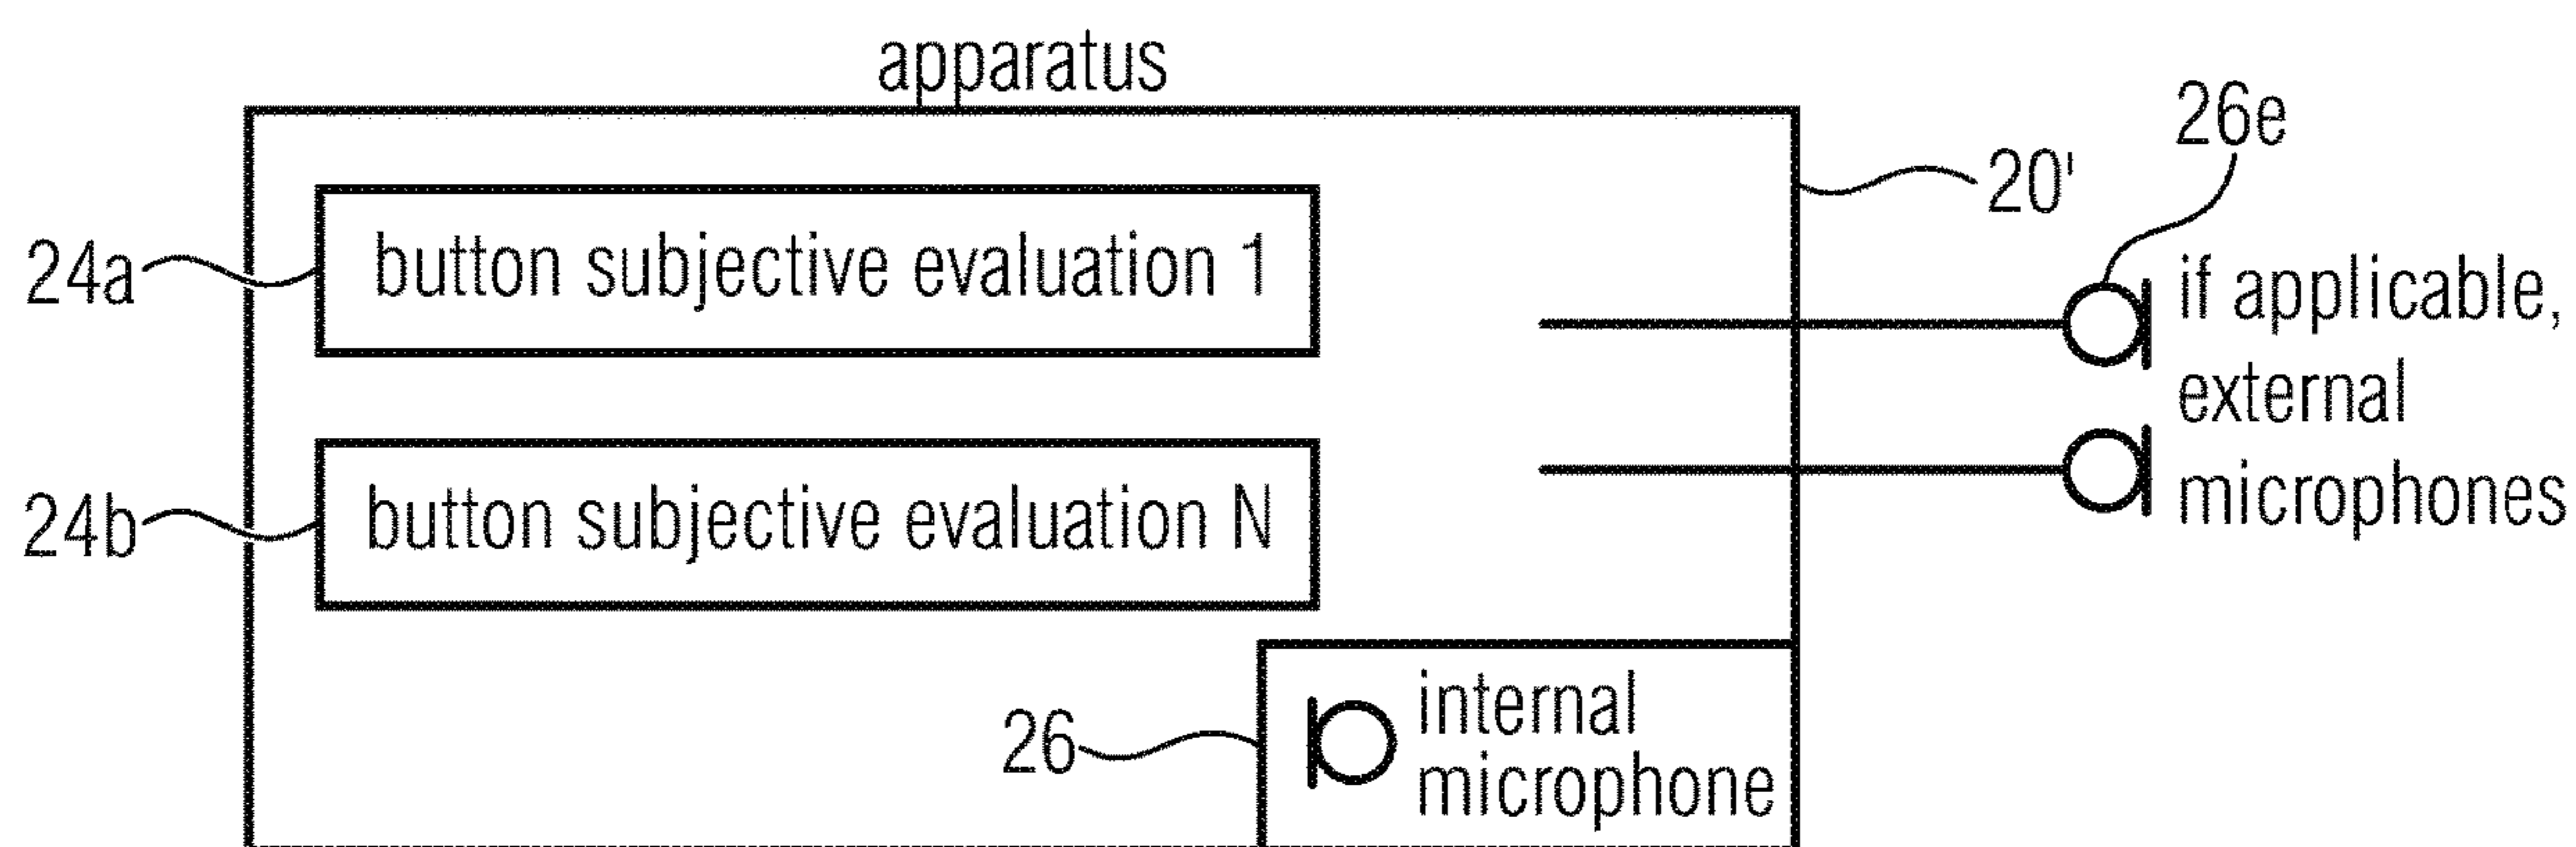 apparatus
26e
20'
24a
button subjective evaluation 1
if applicable,
external
microphones
24b
button subjective evaluation N
26
internal
microphone